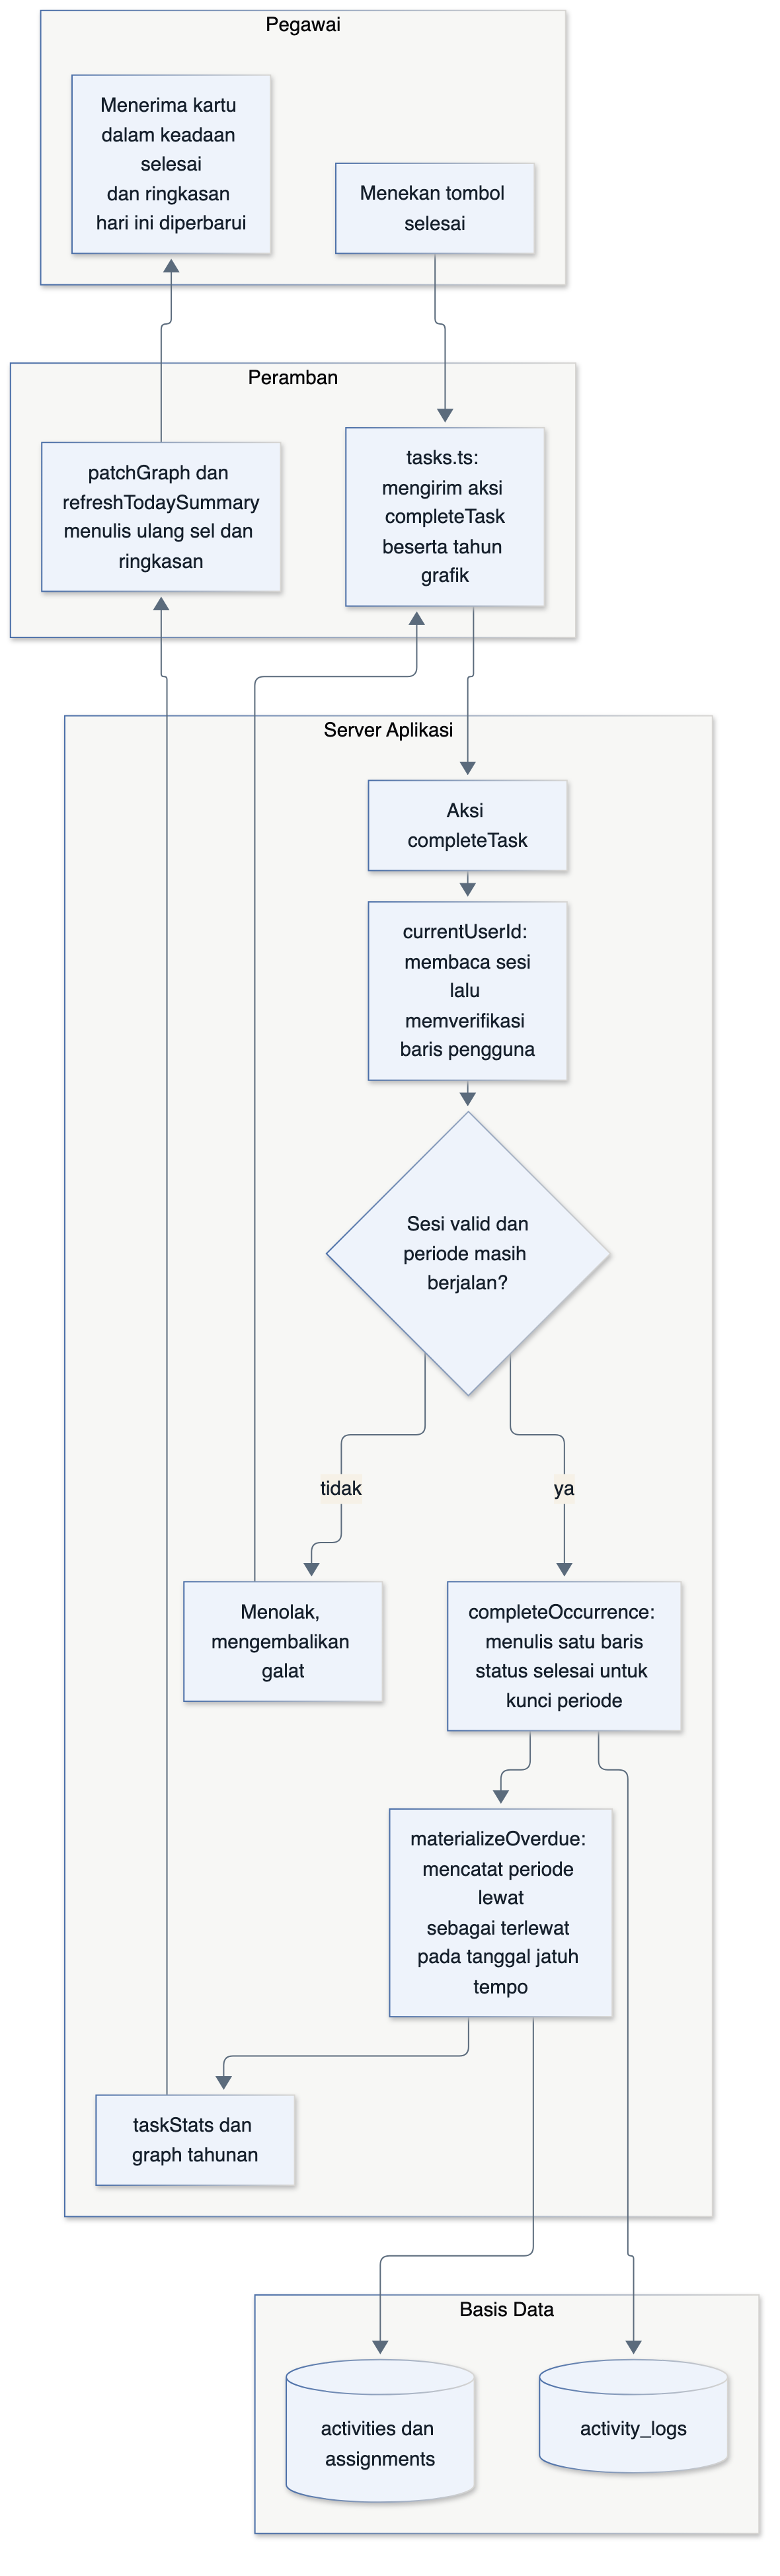 Pegawai
Menerima kartu
dalam keadaan
selesai
dan ringkasan
hari ini diperbarui
Menekan tombol
selesai
Peramban
patchGraph dan
refreshTodaySummary
menulis ulang sel dan
ringkasan
tasks.ts:
mengirim aksi
completeTask
beserta tahun
grafik
Server Aplikasi
Aksi
completeTask
currentUserId:
membaca sesi
lalu
memverifikasi
baris pengguna
Sesi valid dan
periode masih
berjalan?
tidak
ya
Menolak,
mengembalikan
galat
completeOccurrence:
menulis satu baris
status selesai untuk
kunci periode
materializeOverdue:
mencatat periode
lewat
sebagai terlewat
pada tanggal jatuh
tempo
taskStats dan
graph tahunan
Basis Data
activities dan
assignments
activity_logs